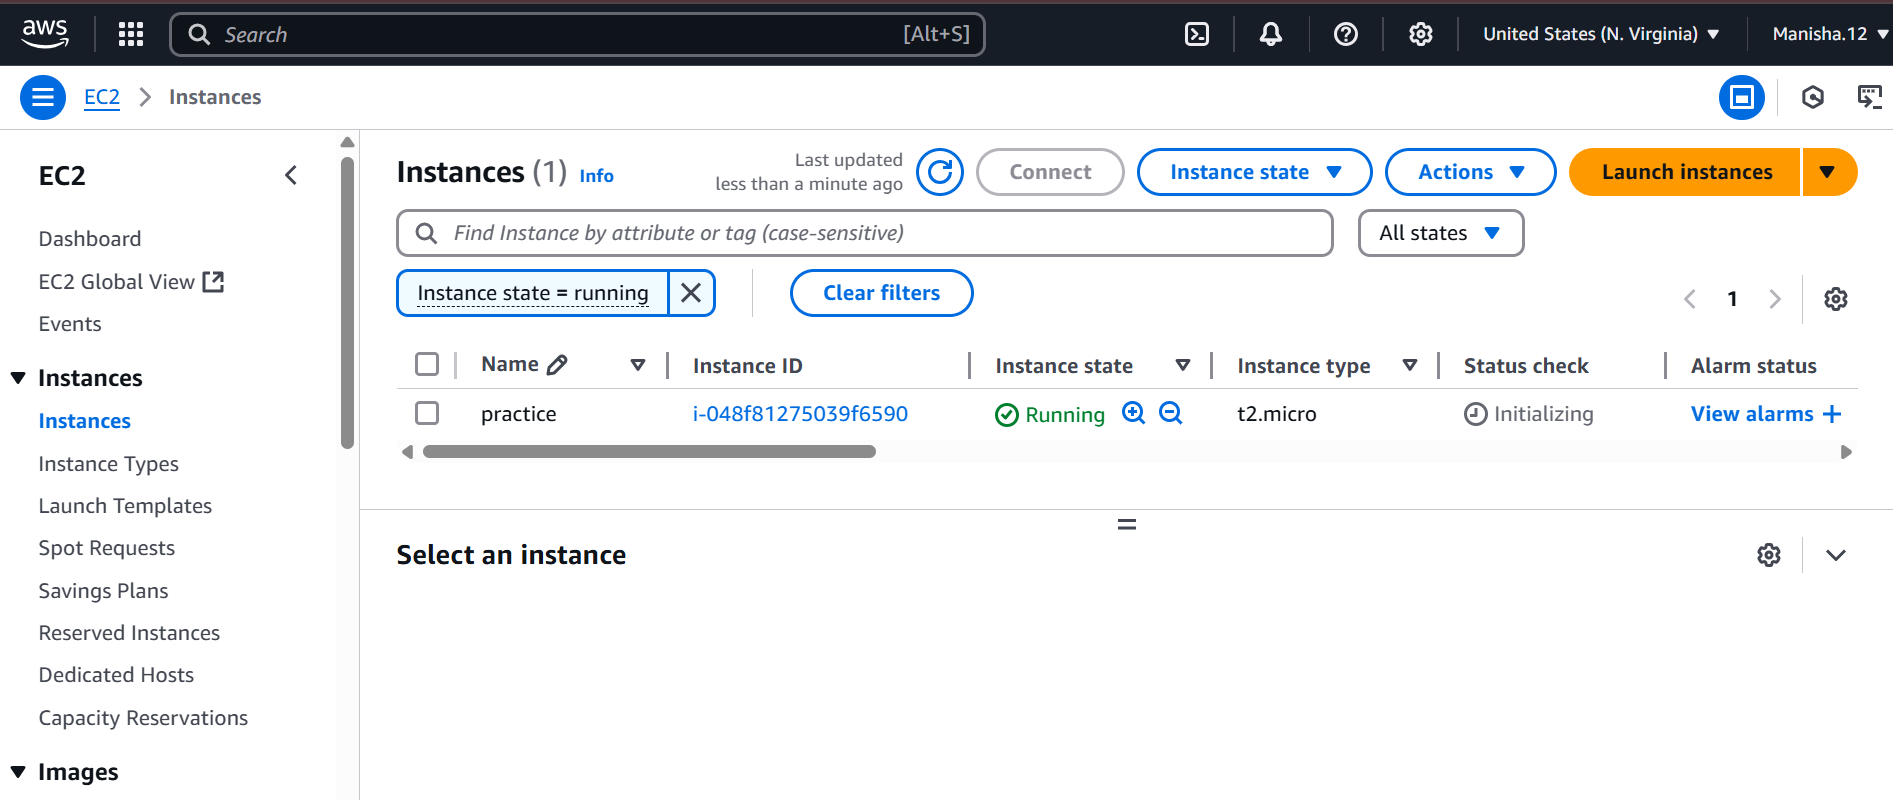 aws
Search [Alt+S]
United States (N. Virginia)
Manisha.12
EC2
Instances
EC2
Dashboard
EC2 Global View
Events
Instances
Instances
Instance Types
Launch Templates
Spot Requests
Savings Plans
Reserved Instances
Dedicated Hosts
Capacity Reservations
Images
Instances (1) Info
Last updated
less than a minute ago
Connect
Instance state
Actions
Launch instances
Find Instance by attribute or tag (case-sensitive)
All states
Instance state = running
Clear filters
1
Name Instance ID Instance state Instance type Status check Alarm status
practice i-048f81275039f6590 Running t2.micro Initializing View alarms +
Select an instance